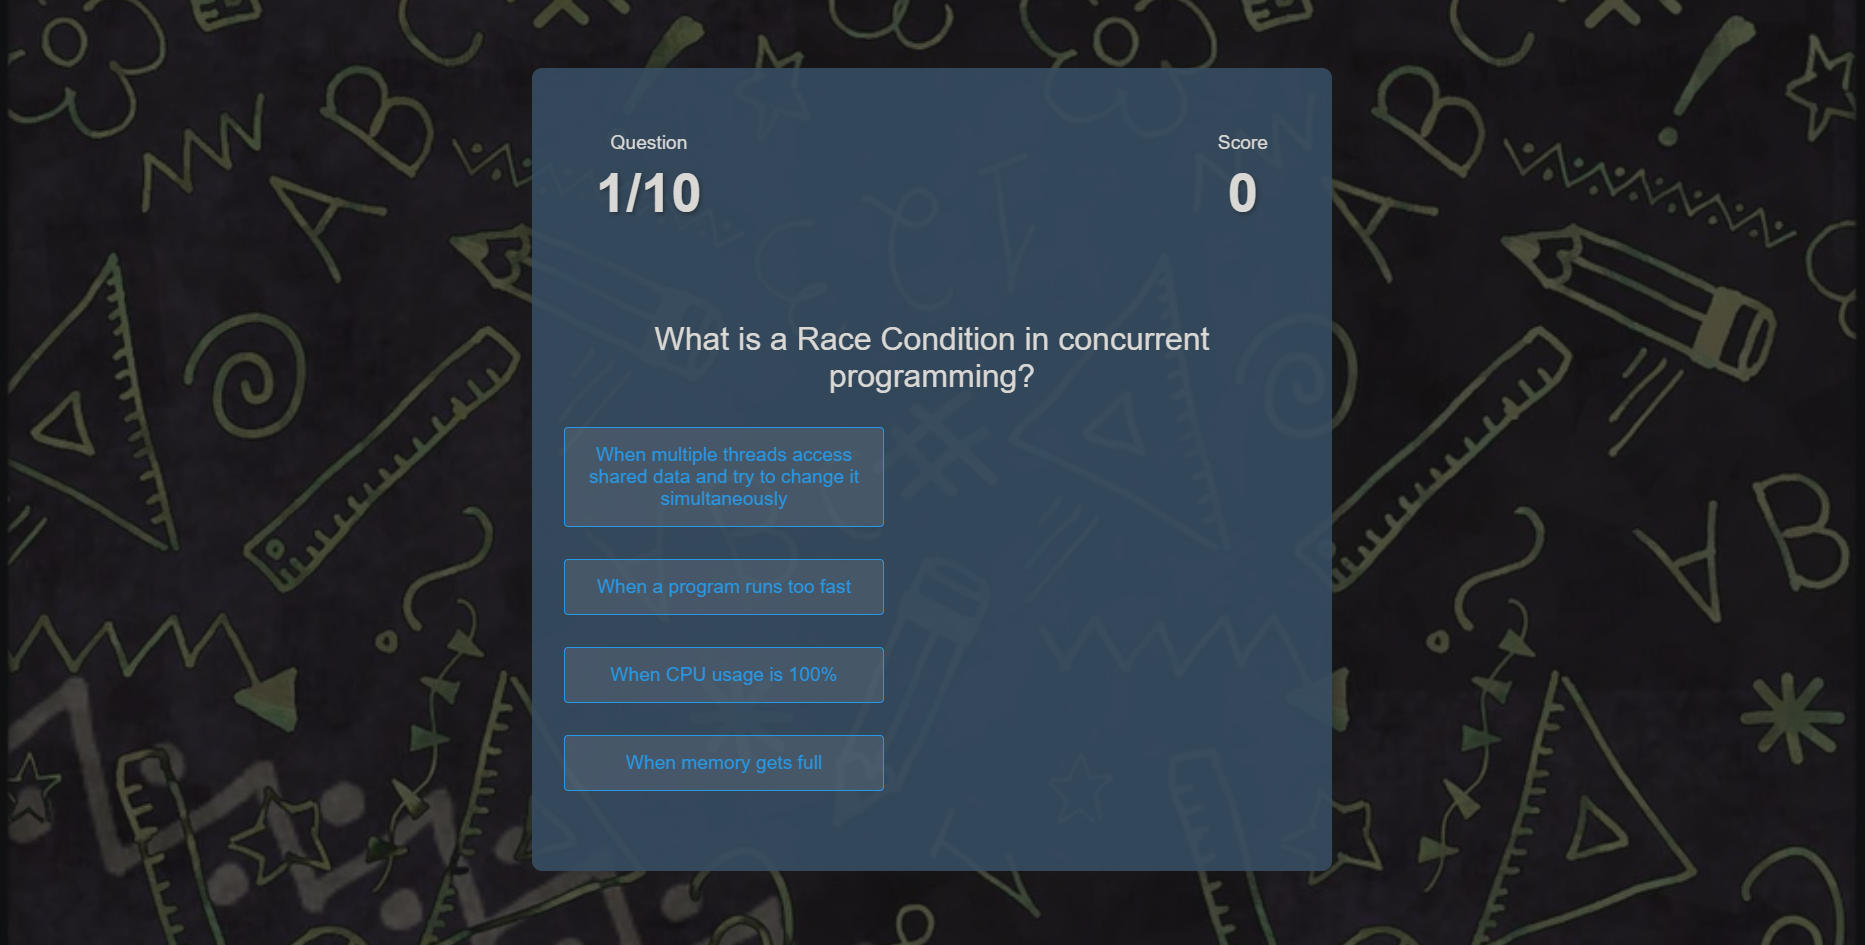 Question
Score
1/10
0
What is a Race Condition in concurrent
programming?
When multiple threads access
shared data and try to change it
simultaneously
When a program runs too fast
When CPU usage is 100%
When memory gets full